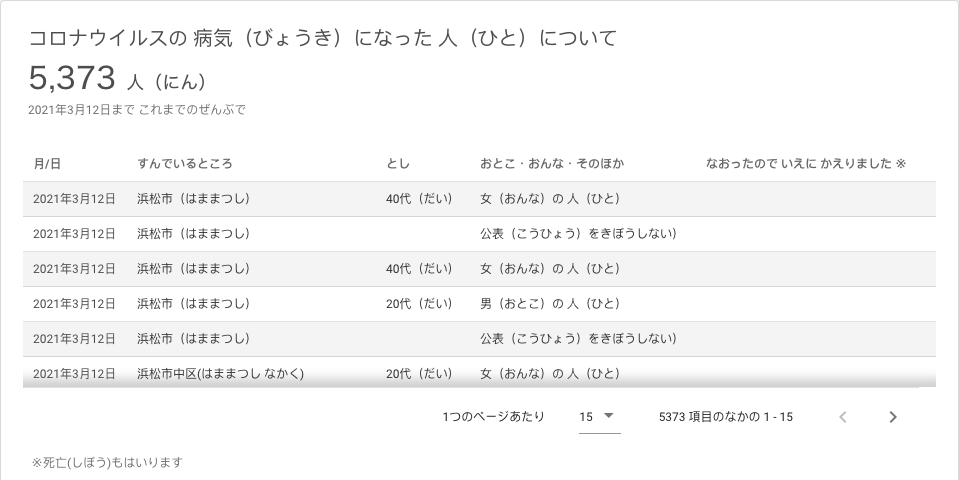 コロナウイルスの 病気（びょうき）になった 人（ひと）について
5,373 人（にん）
2021年3月12日まで これまでのぜんぶで
月/日 すんでいるところ とし おとこ・おんな・そのほか なおったので いえに かえりました ※
2021年3月12日 浜松市（はままつし） 40代（だい） 女（おんな）の 人（ひと）
2021年3月12日 浜松市（はままつし） 公表（こうひょう）をきぼうしない）
2021年3月12日 浜松市（はままつし） 40代（だい） 女（おんな）の 人（ひと）
2021年3月12日 浜松市（はままつし） 20代（だい） 男（おとこ）の 人（ひと）
2021年3月12日 浜松市（はままつし） 公表（こうひょう）をきぼうしない）
2021年3月12日 浜松市中区(はままつし なかく) 20代（だい） 女（おんな）の 人（ひと）
1つのページあたり 15 5373 項目のなかの 1 - 15
※死亡(しぼう)もはいります